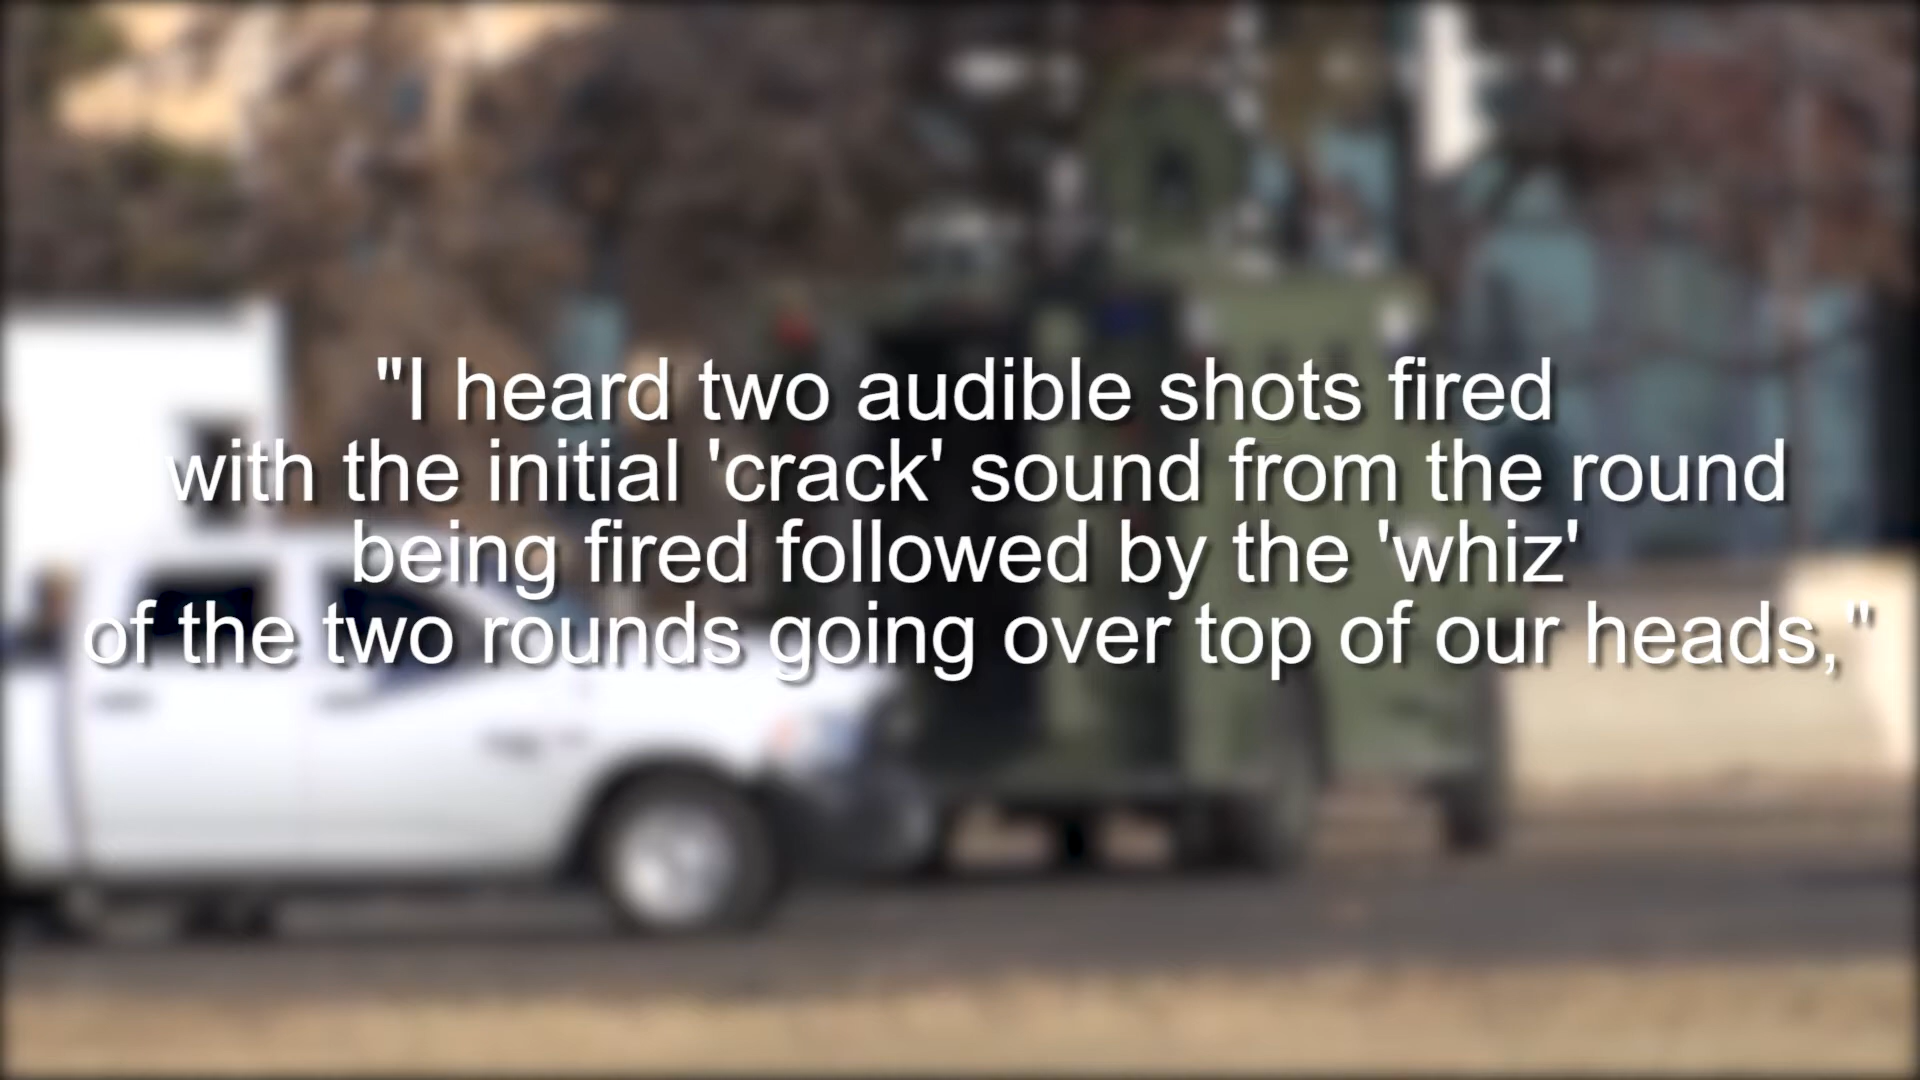 "I heard two audible shots fired
with the initial 'crack' sound from the round
being fired followed by the 'whiz'
of the two rounds going over top of our heads,"